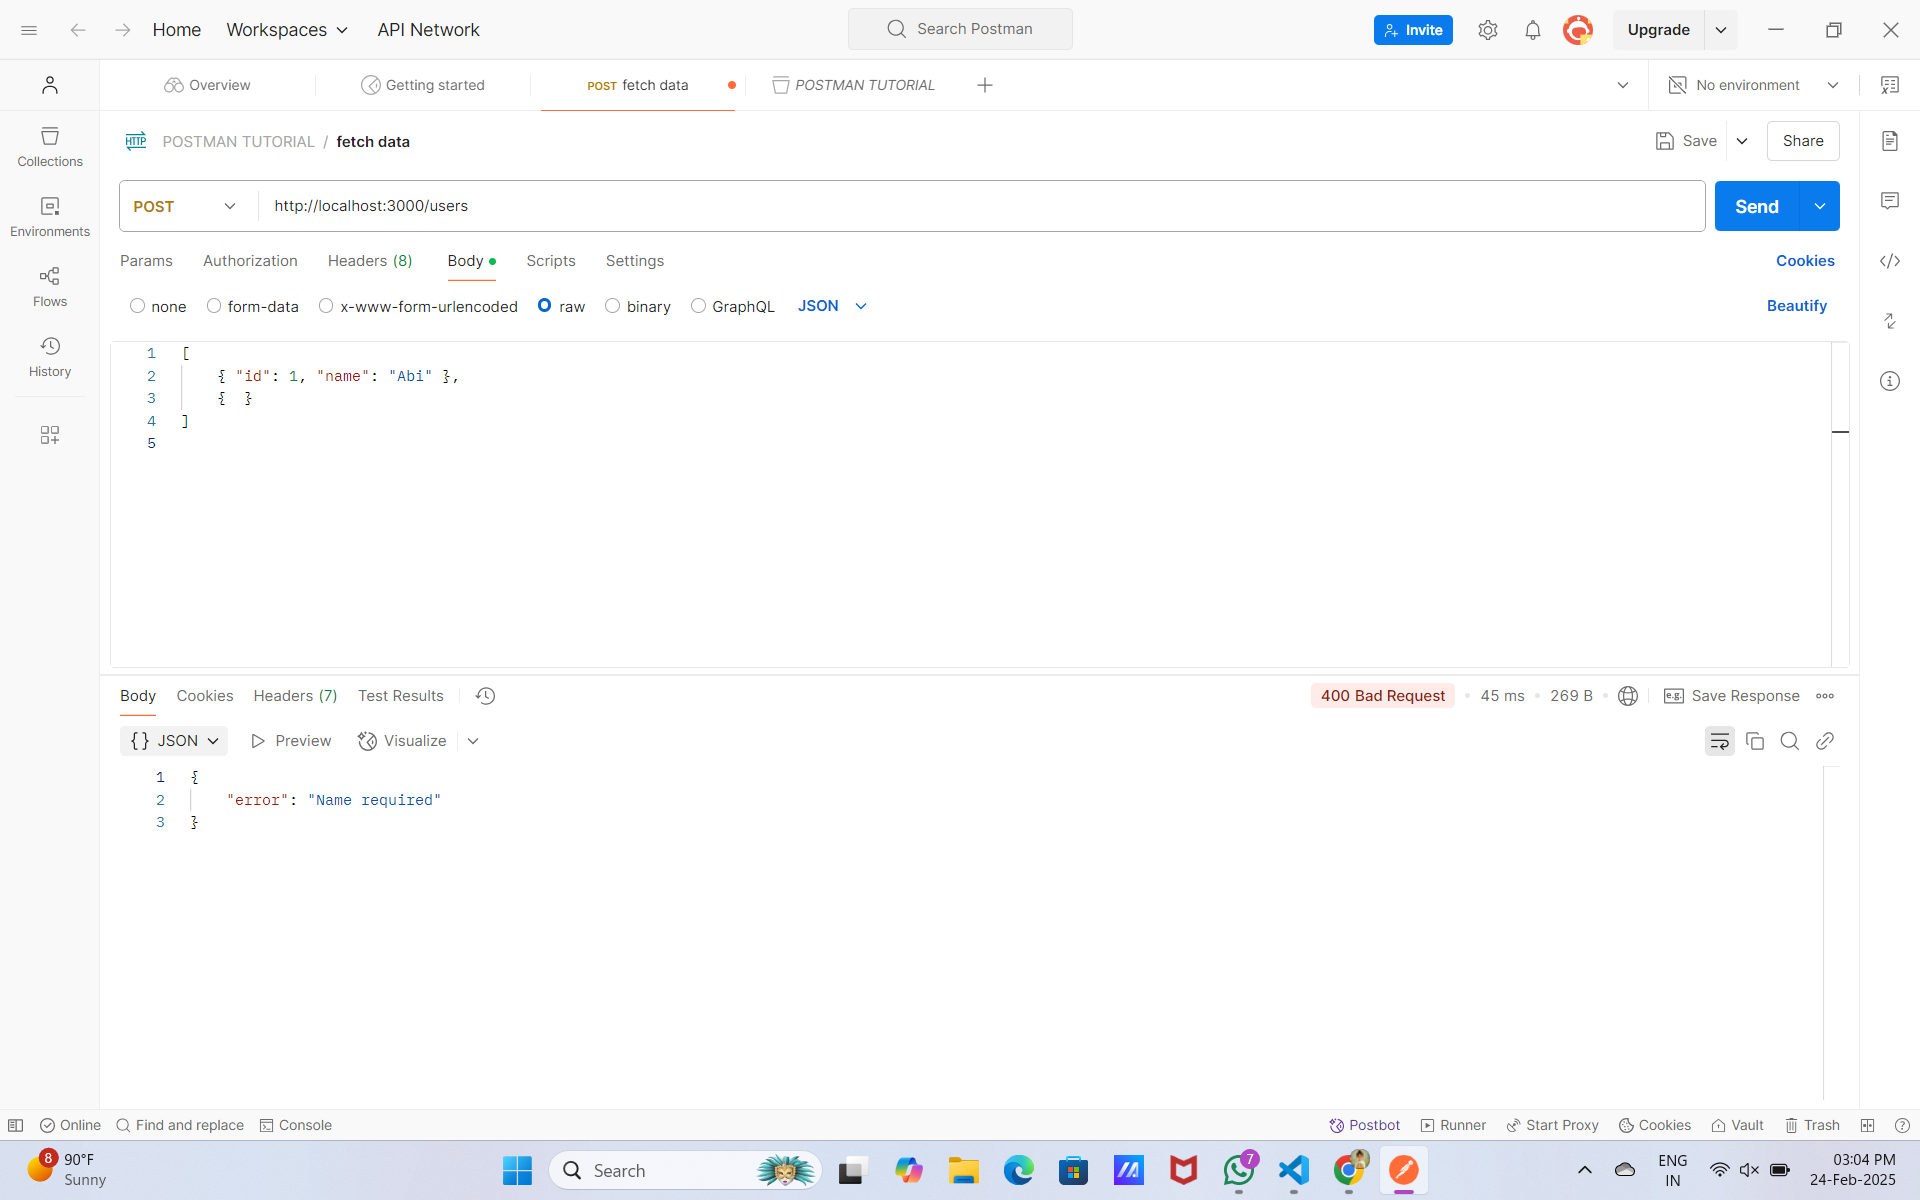 Home Workspaces API Network Search Postman Invite Upgrade
Overview Getting started POST fetch data POSTMAN TUTORIAL No environment
HTTP POSTMAN TUTORIAL / fetch data Save Share
Collections
POST http://localhost:3000/users Send
Environments
Params Authorization Headers (8) Body Scripts Settings Cookies
none form-data x-www-form-urlencoded raw binary GraphQL JSON Beautify
Flows
History
1 [
2 { "id": 1, "name": "Abi" },
3 { }
4 ]
5
Body Cookies Headers (7) Test Results 400 Bad Request 45 ms 269 B e.g. Save Response
{} JSON Preview Visualize
1 {
2 "error": "Name required"
3 }
Online Find and replace Console Postbot Runner Start Proxy Cookies Vault Trash
8 90°F
Sunny
Search
7
ENG
IN
03:04 PM
24-Feb-2025